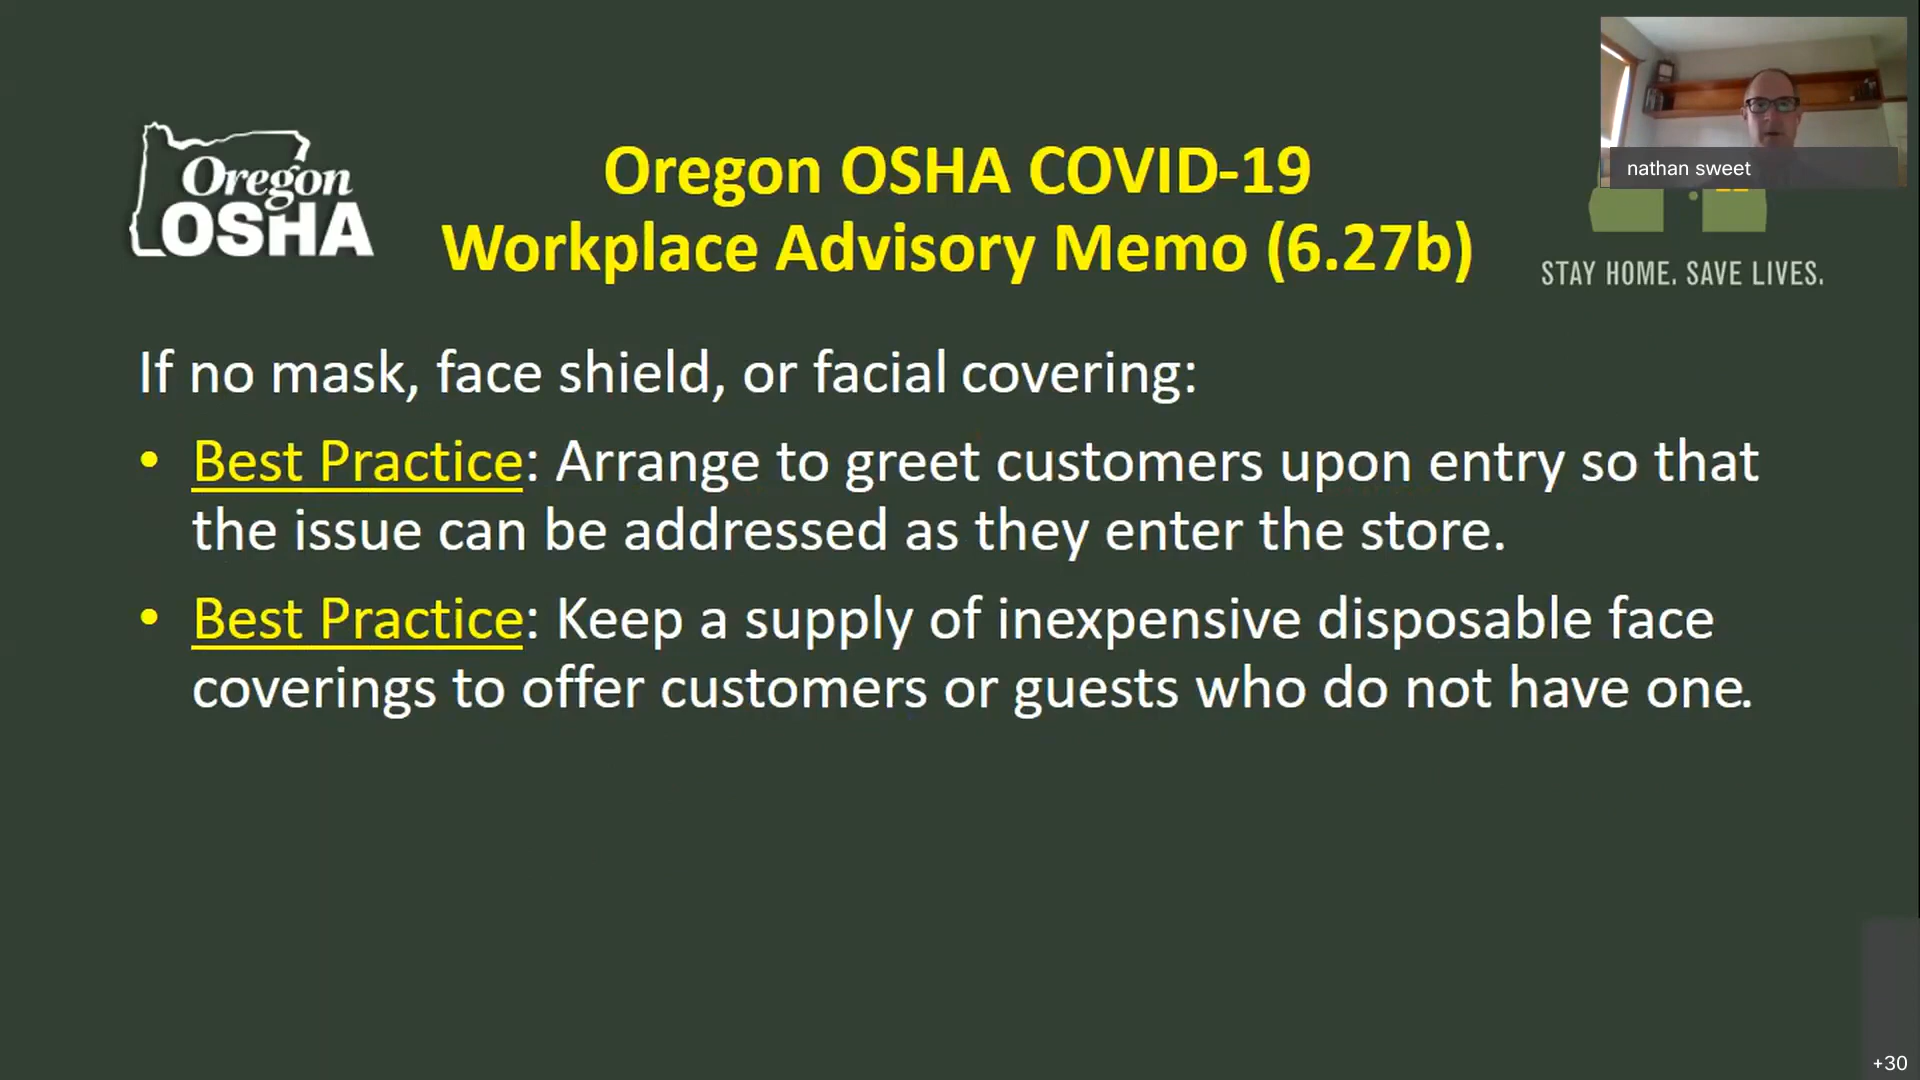 nathan sweet
Oregon
OSHA
Oregon OSHA COVID-19
Workplace Advisory Memo (6.27b)
STAY HOME. SAVE LIVES.
If no mask, face shield, or facial covering:
• Best Practice: Arrange to greet customers upon entry so that
the issue can be addressed as they enter the store.
• Best Practice: Keep a supply of inexpensive disposable face
coverings to offer customers or guests who do not have one.
+30